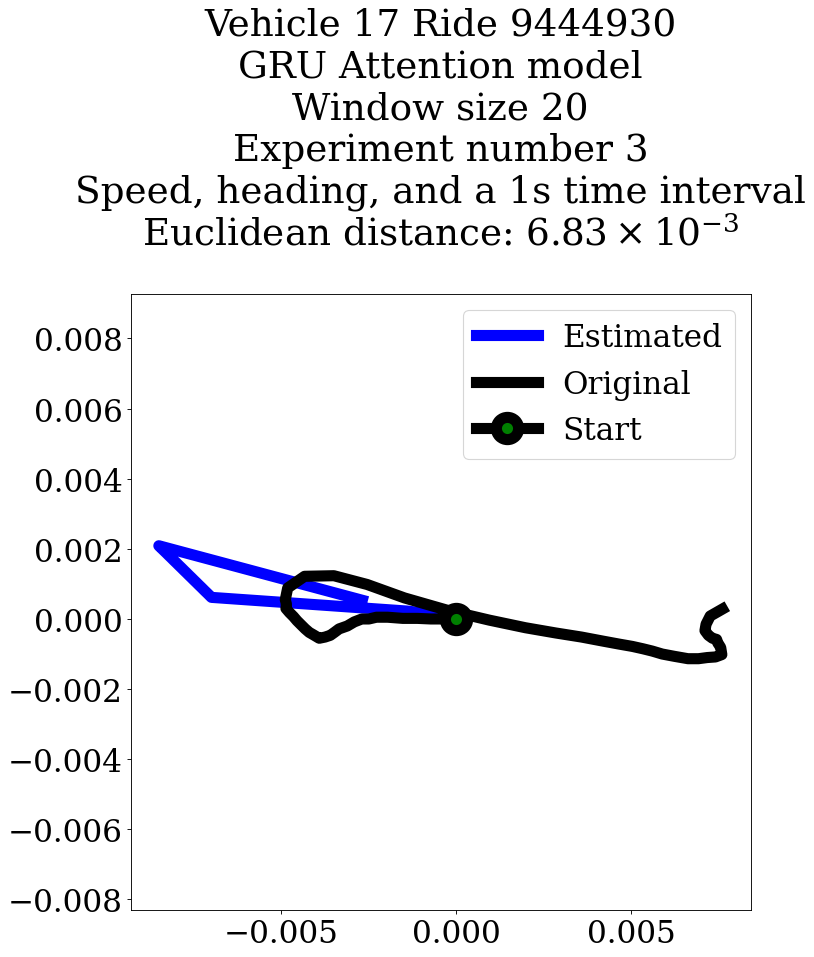 Vehicle 17 Ride 9444930
GRU Attention model
Window size 20
Experiment number 3
Speed, heading, and a 1s time interval
Euclidean distance: 6.83 × 10⁻³
Estimated
Original
Start
0.008
0.006
0.004
0.002
0.000
−0.002
−0.004
−0.006
−0.008
−0.005 0.000 0.005